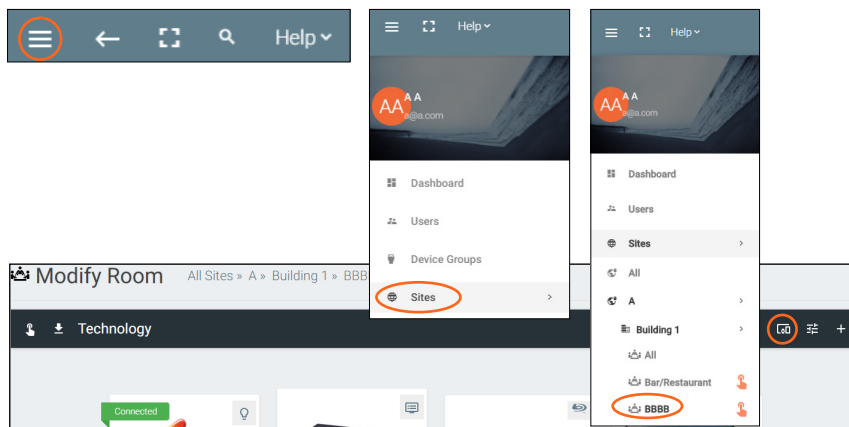 Help
Help
AA
A A
a@a.com
Dashboard
Users
Device Groups
Sites
Help
AA
A A
a@a.com
Dashboard
Users
Sites
All
A
Building 1
All
Bar/Restaurant
BBBB
Modify Room All Sites » A » Building 1 » BBB
Technology
Connected